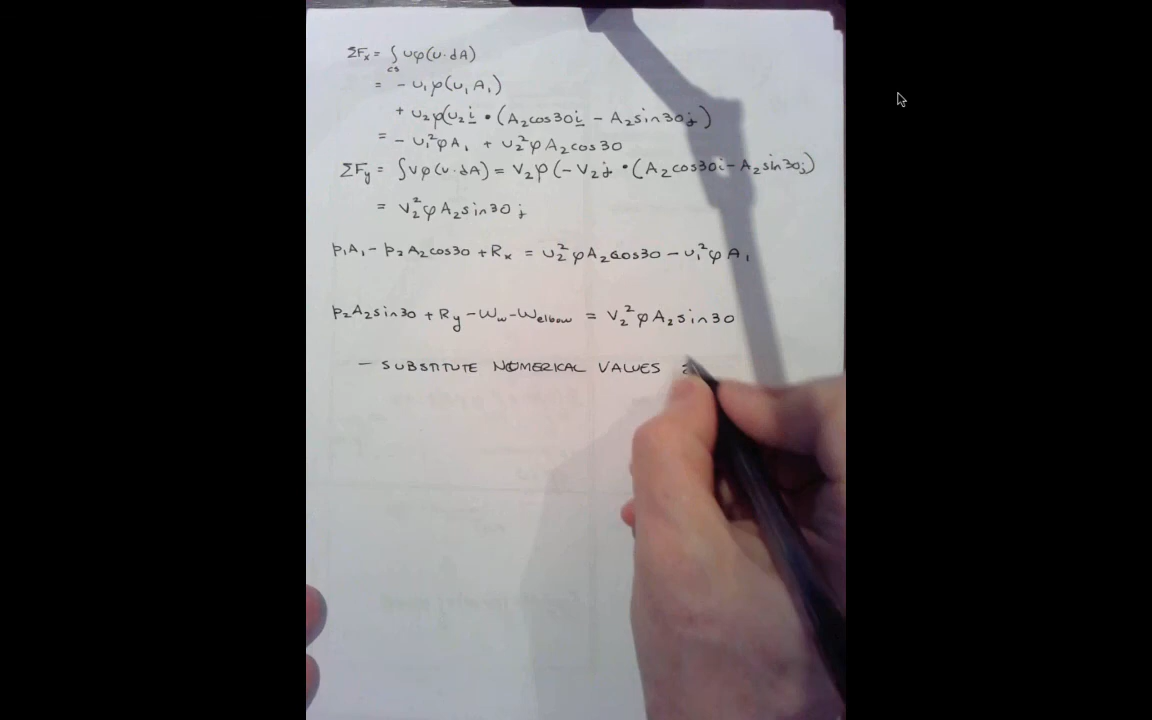 ΣFx = ∫cs uρ(u·dA)
= - u₁ρ(u₁A₁)
+ u₂ρ(u₂i • (A₂cos30i - A₂sin30j)
= - u₁²ρA₁ + u₂²ρA₂cos30
ΣFy = ∫vρ(v·dA) = v₂ρ(-v₂j • (A₂cos30i - A₂sin30j)
= v₂²ρA₂sin30j
p₁A₁ - p₂A₂cos30 + Rx = u₂²ρA₂cos30 - u₁²ρA₁
p₂A₂sin30 + Ry - Ww - Welbow = v₂²ρA₂sin30
- SUBSTITUTE NUMERICAL VALUES